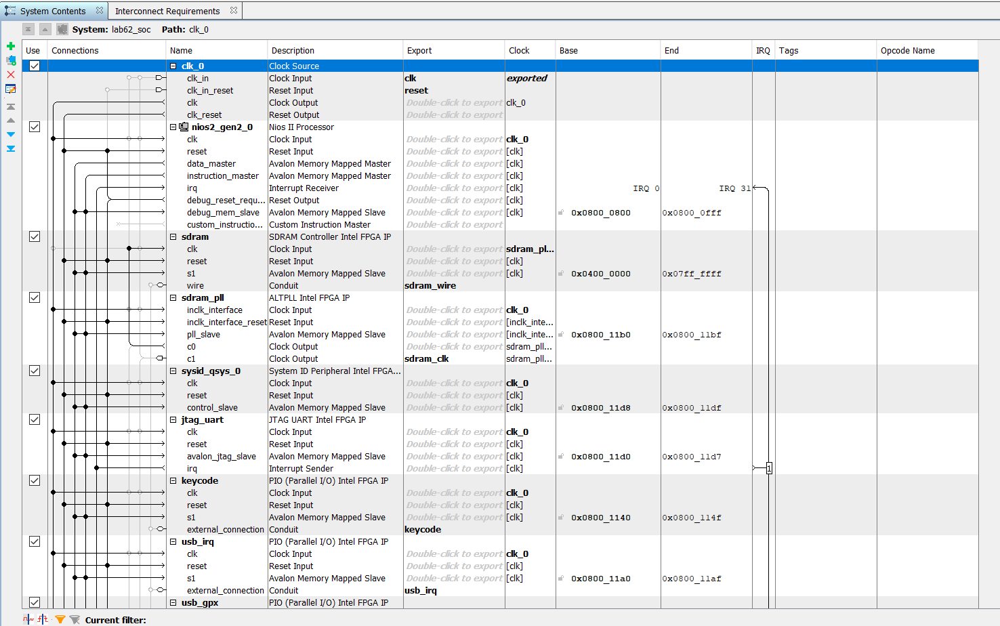 System Contents Interconnect Requirements
System: lab62_soc Path: clk_0
Use Connections Name Description Export Clock Base End IRQ Tags Opcode Name
clk_0 Clock Source
clk_in Clock Input clk exported
clk_in_reset Reset Input reset
clk Clock Output Double-click to export clk_0
clk_reset Reset Output Double-click to export
nios2_gen2_0 Nios II Processor
clk Clock Input Double-click to export clk_0
reset Reset Input Double-click to export [clk]
data_master Avalon Memory Mapped Master Double-click to export [clk]
instruction_master Avalon Memory Mapped Master Double-click to export [clk]
irq Interrupt Receiver Double-click to export [clk] IRQ 0 IRQ 31
debug_reset_requ... Reset Output Double-click to export [clk]
debug_mem_slave Avalon Memory Mapped Slave Double-click to export [clk] 0x0800_0800 0x0800_0fff
custom_instructio... Custom Instruction Master Double-click to export
sdram SDRAM Controller Intel FPGA IP
clk Clock Input Double-click to export sdram_pl...
reset Reset Input Double-click to export [clk]
s1 Avalon Memory Mapped Slave Double-click to export [clk] 0x0400_0000 0x07ff_ffff
wire Conduit sdram_wire
sdram_pll ALTPLL Intel FPGA IP
inclk_interface Clock Input Double-click to export clk_0
inclk_interface_reset Reset Input Double-click to export [inclk_inte...
pll_slave Avalon Memory Mapped Slave Double-click to export [inclk_inte... 0x0800_11b0 0x0800_11bf
c0 Clock Output Double-click to export sdram_pll...
c1 Clock Output sdram_clk sdram_pll...
sysid_qsys_0 System ID Peripheral Intel FPGA...
clk Clock Input Double-click to export clk_0
reset Reset Input Double-click to export [clk]
control_slave Avalon Memory Mapped Slave Double-click to export [clk] 0x0800_11d8 0x0800_11df
jtag_uart JTAG UART Intel FPGA IP
clk Clock Input Double-click to export clk_0
reset Reset Input Double-click to export [clk]
avalon_jtag_slave Avalon Memory Mapped Slave Double-click to export [clk] 0x0800_11d0 0x0800_11d7
irq Interrupt Sender Double-click to export [clk] 1
keycode PIO (Parallel I/O) Intel FPGA IP
clk Clock Input Double-click to export clk_0
reset Reset Input Double-click to export [clk]
s1 Avalon Memory Mapped Slave Double-click to export [clk] 0x0800_1140 0x0800_114f
external_connection Conduit keycode
usb_irq PIO (Parallel I/O) Intel FPGA IP
clk Clock Input Double-click to export clk_0
reset Reset Input Double-click to export [clk]
s1 Avalon Memory Mapped Slave Double-click to export [clk] 0x0800_11a0 0x0800_11af
external_connection Conduit usb_irq
usb_gpx PIO (Parallel I/O) Intel FPGA IP
Current filter: